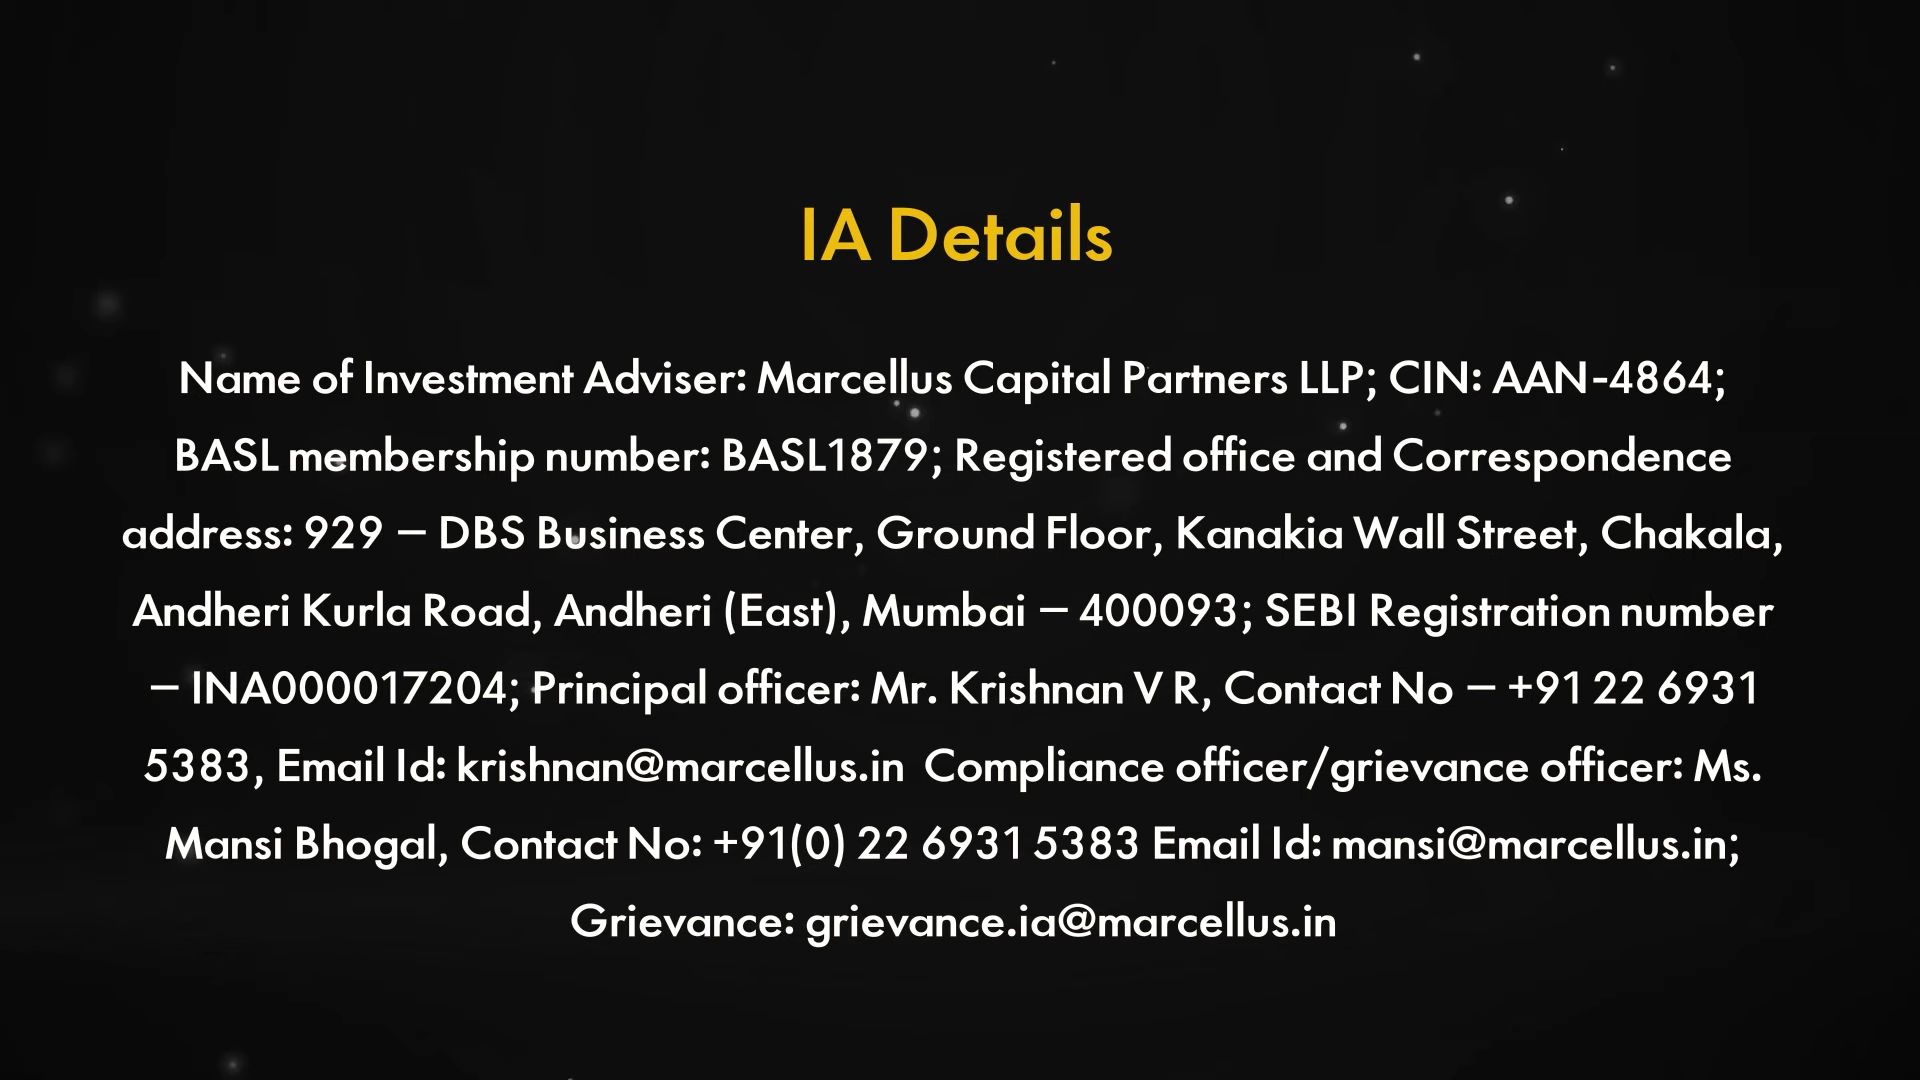 IA Details
Name of Investment Adviser: Marcellus Capital Partners LLP; CIN: AAN-4864;
BASL membership number: BASL1879; Registered office and Correspondence
address: 929 – DBS Business Center, Ground Floor, Kanakia Wall Street, Chakala,
Andheri Kurla Road, Andheri (East), Mumbai – 400093; SEBI Registration number
– INA000017204; Principal officer: Mr. Krishnan V R, Contact No – +91 22 6931
5383, Email Id: krishnan@marcellus.in  Compliance officer/grievance officer: Ms.
Mansi Bhogal, Contact No: +91(0) 22 6931 5383 Email Id: mansi@marcellus.in;
Grievance: grievance.ia@marcellus.in